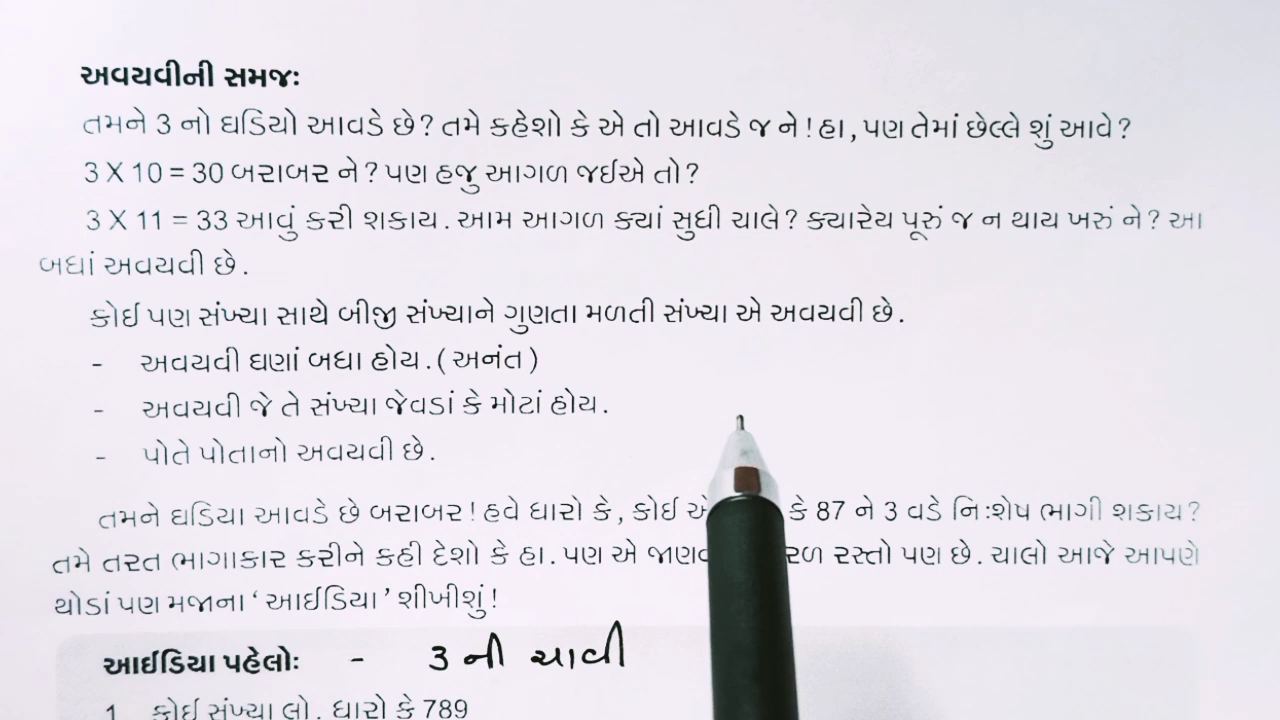 અવયવીની સમજઃ
તમને 3 નો ઘડિયો આવડે છે? તમે કહેશો કે એ તો આવડે જ ને! હા, પણ તેમાં છેલ્લે શું આવે?
3 X 10 = 30 બરાબર ને? પણ હજુ આગળ જઈએ તો?
3 X 11 = 33 આવું કરી શકાય. આમ આગળ ક્યાં સુધી ચાલે? ક્યારેય પૂરું જ ન થાય ખરું ને? આ
બધાં અવયવી છે.
કોઈ પણ સંખ્યા સાથે બીજી સંખ્યાને ગુણતા મળતી સંખ્યા એ અવયવી છે.
- અવયવી ઘણાં બધા હોય. (અનંત)
- અવયવી જે તે સંખ્યા જેવડાં કે મોટાં હોય.
- પોતે પોતાનો અવયવી છે.
તમને ઘડિયા આવડે છે બરાબર! હવે ધારો કે, કોઈ કે 87 ને 3 વડે નિઃશેષ ભાગી શકાય?
તમે તરત ભાગાકાર કરીને કહી દેશો કે હા. પણ એ રસ્તો પણ છે. ચાલો આજે આપણે
થોડાં પણ મજાના ‘આઈડિયા’ શીખીશું!
આઈડિયા પહેલોઃ - 3 ની ચાવી
1 કોઈ સંખ્યા લો. ધારો કે 789